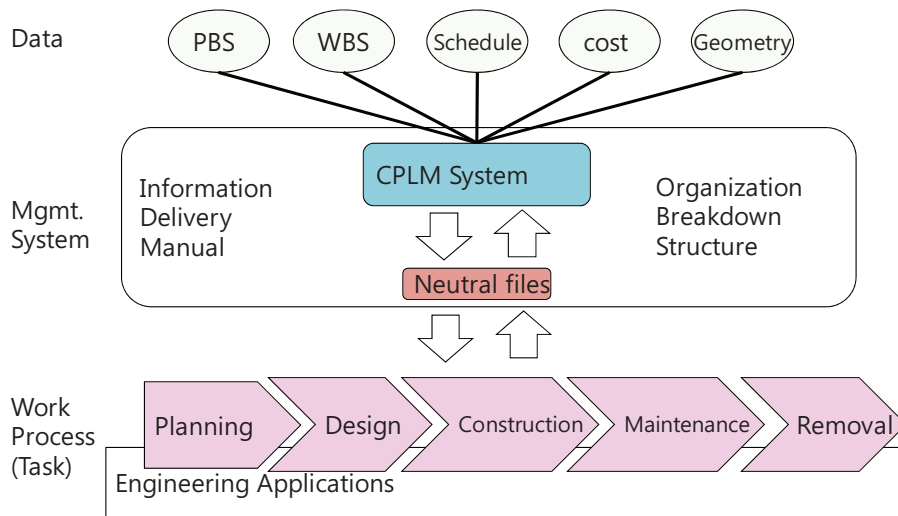 Data
PBS
WBS
Schedule
cost
Geometry
Mgmt.
System
Information
Delivery
Manual
CPLM System
Neutral files
Organization
Breakdown
Structure
Work
Process
(Task)
Planning
Design
Construction
Maintenance
Removal
Engineering Applications